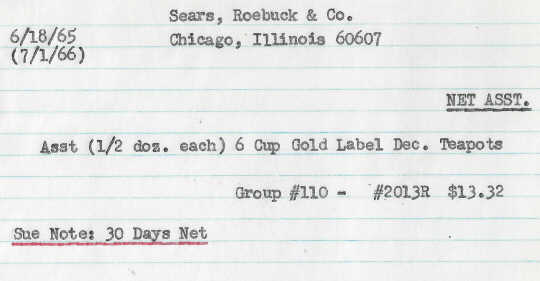 Sears, Roebuck & Co.
6/18/65
Chicago, Illinois 60607
(7/1/66)
NET ASST.
Asst (1/2 doz. each) 6 Cup Gold Label Dec. Teapots
Group #110 - #2013R $13.32
Sue Note: 30 Days Net